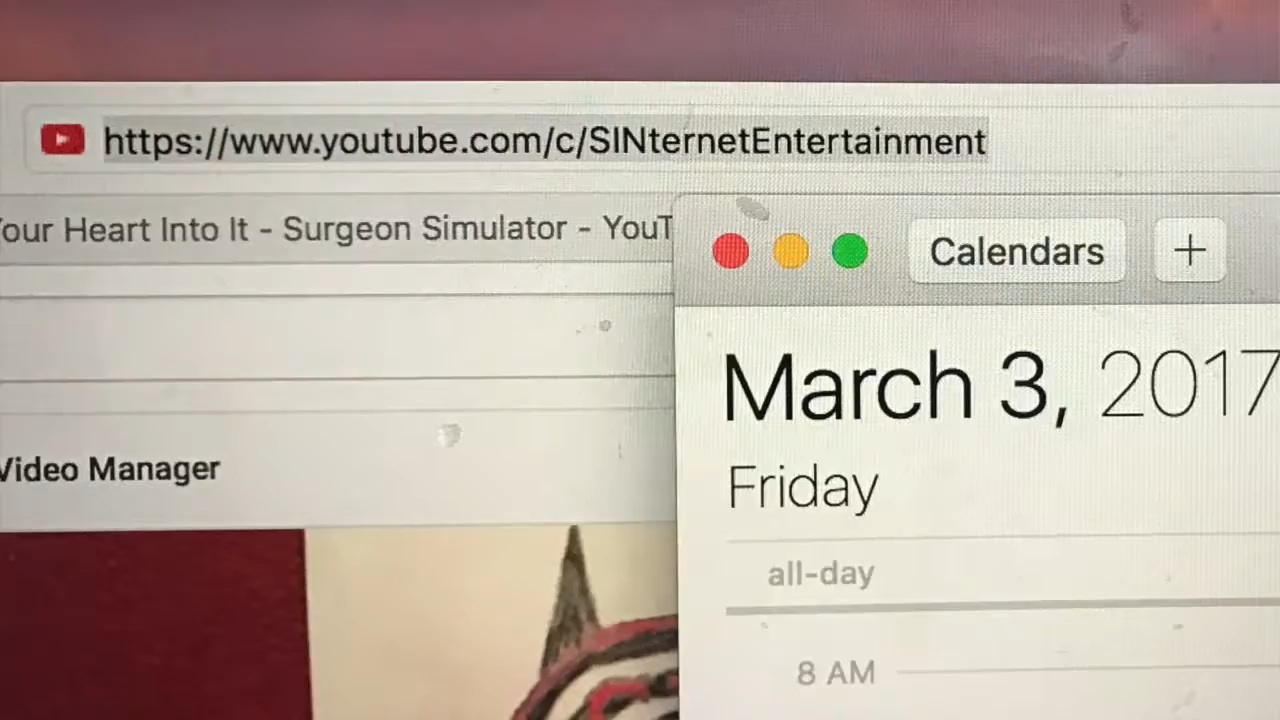 https://www.youtube.com/c/SINternetEntertainment
our Heart Into It - Surgeon Simulator - YouT
Calendars
+
March 3, 2017
Friday
Video Manager
all-day
8 AM